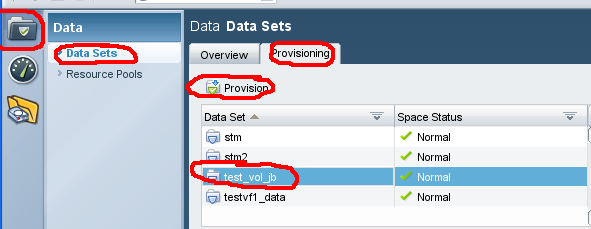 Data
Data Sets
Resource Pools
Data Data Sets
Overview Provisioning
Provision
Data Set Space Status
stm Normal
stm2 Normal
test_vol_jb Normal
testvf1_data Normal